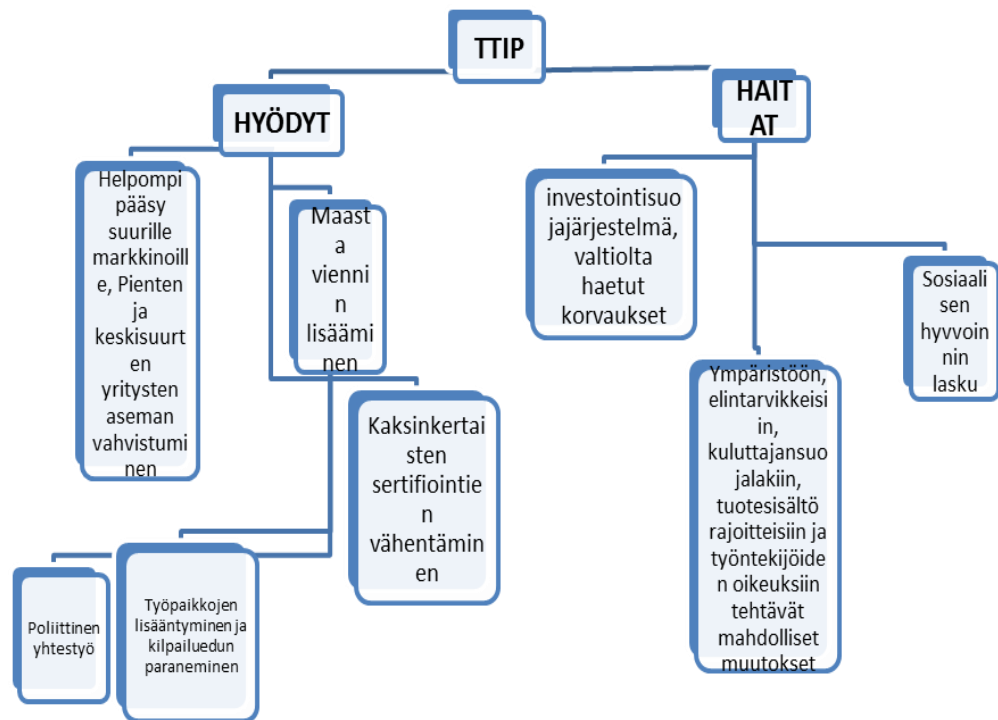 TTIP
HYÖDYT
HAIT
AT
Helpompi
pääsy
suurille
markkinoill
e, Pienten
ja
keskisuurt
en
yritysten
aseman
vahvistumi
nen
Maast
a
viennin
n
lisäämi
nen
Kaksinkertai
sten
sertifiointie
n
vähentämin
en
Poliittinen
yhtestyö
Työpaikkojen
lisääntyminen ja
kilpailuedun
paraneminen
investointisuo
jajärjestelmä,
valtiolta
haetut
korvaukset
Ympäristöön,
elintarvikkeisi
in,
kuluttajansuo
jalakiin,
tuotesisältö
rajoitteisiin ja
työntekijöide
n oikeuksiin
tehtävät
mahdolliset
muutokset
Sosiaali
sen
hyvvoin
nin
lasku